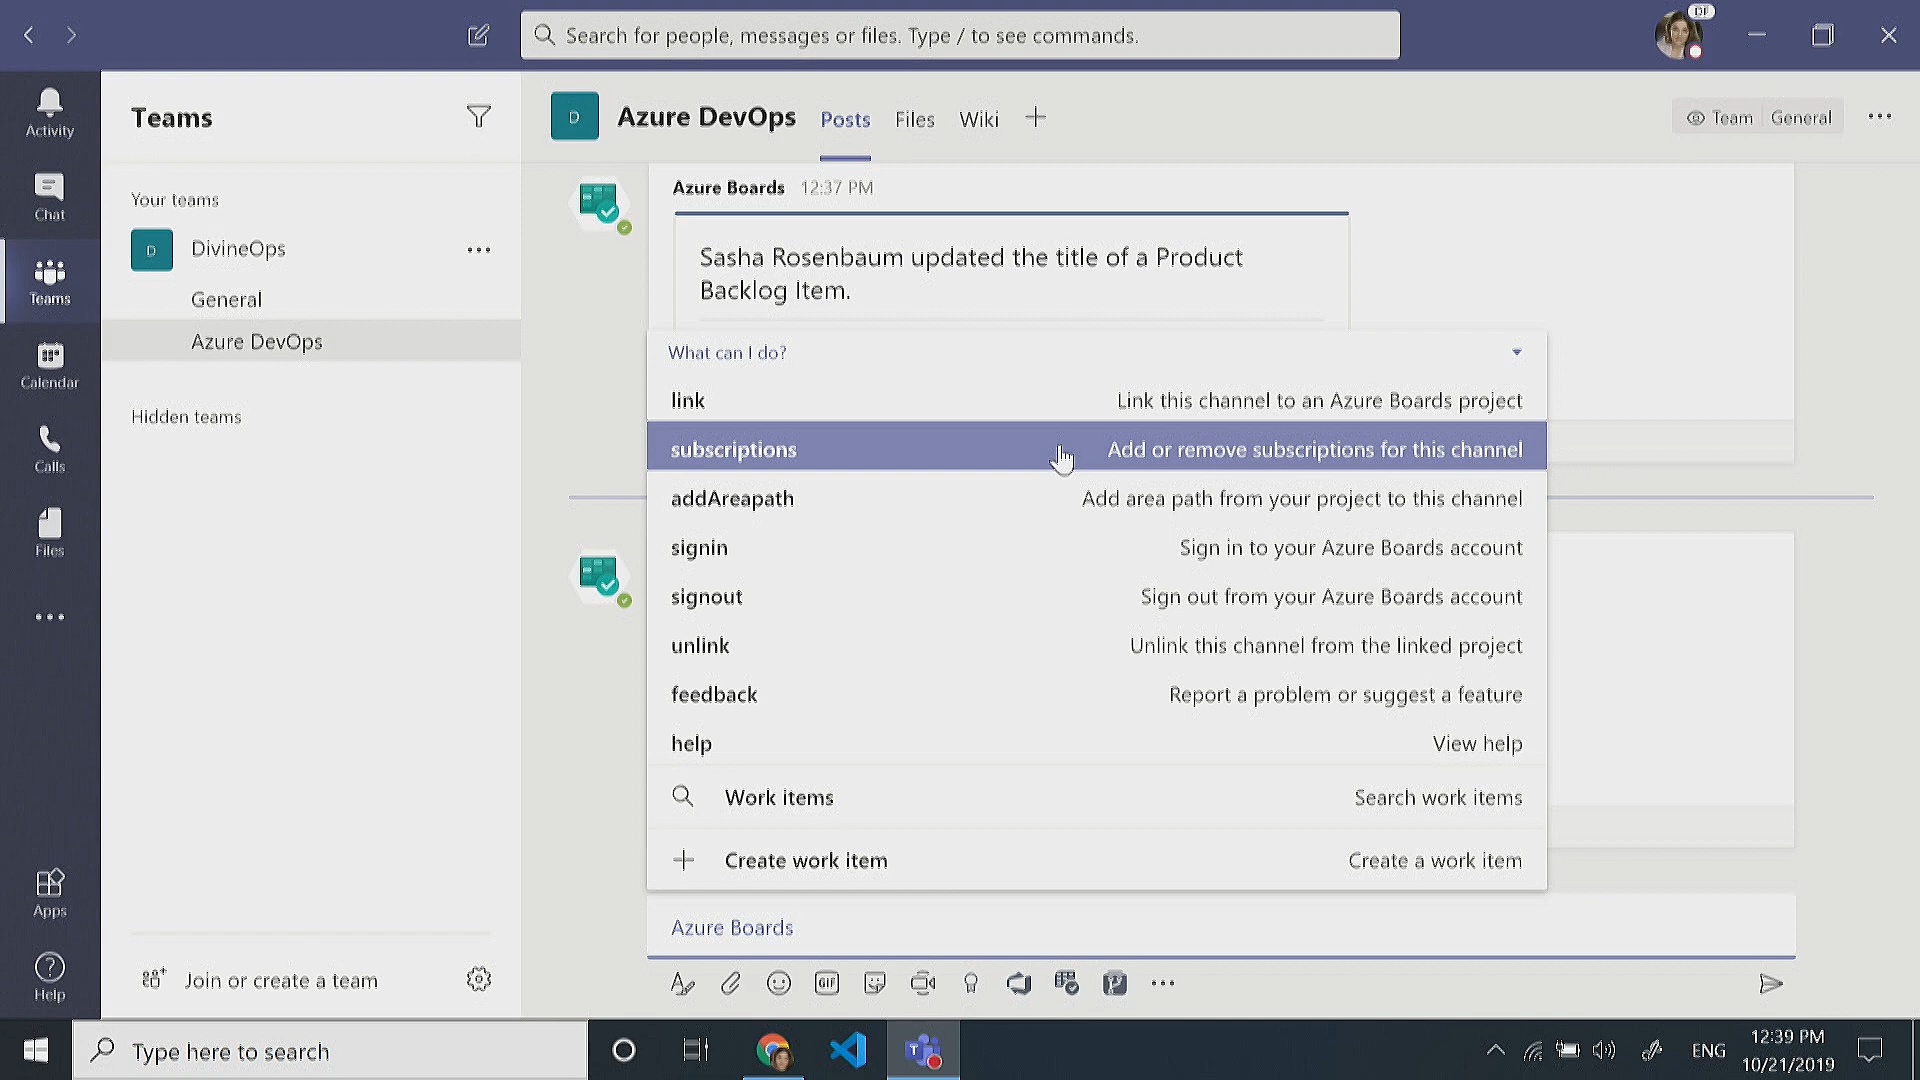 Search for people, messages or files. Type / to see commands.
DF
Activity
Chat
Teams
Calendar
Calls
Files
Apps
Help
Teams
Your teams
D
DivineOps
General
Azure DevOps
Hidden teams
Join or create a team
D
Azure DevOps
Posts
Files
Wiki
Team
General
Azure Boards 12:37 PM
Sasha Rosenbaum updated the title of a Product
Backlog Item.
What can I do?
link Link this channel to an Azure Boards project
subscriptions Add or remove subscriptions for this channel
addAreapath Add area path from your project to this channel
signin Sign in to your Azure Boards account
signout Sign out from your Azure Boards account
unlink Unlink this channel from the linked project
feedback Report a problem or suggest a feature
help View help
Work items Search work items
Create work item Create a work item
Azure Boards
GIF
Type here to search
T
ENG
12:39 PM
10/21/2019